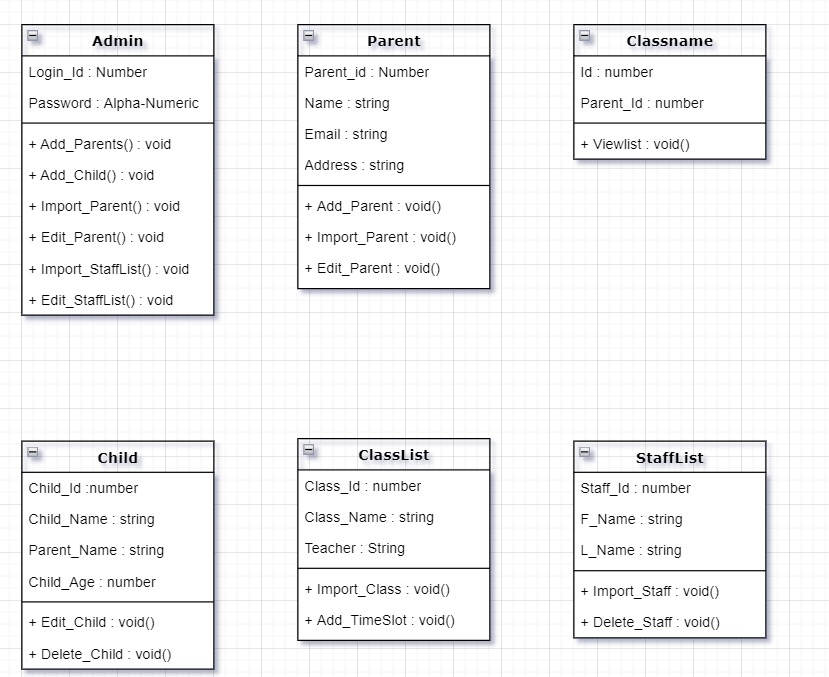 Admin
Login_Id : Number
Password : Alpha-Numeric
+ Add_Parents() : void
+ Add_Child() : void
+ Import_Parent() : void
+ Edit_Parent() : void
+ Import_StaffList() : void
+ Edit_StaffList() : void
Parent
Parent_id : Number
Name : string
Email : string
Address : string
+ Add_Parent : void()
+ Import_Parent : void()
+ Edit_Parent : void()
Classname
Id : number
Parent_Id : number
+ Viewlist : void()
Child
Child_Id :number
Child_Name : string
Parent_Name : string
Child_Age : number
+ Edit_Child : void()
+ Delete_Child : void()
ClassList
Class_Id : number
Class_Name : string
Teacher : String
+ Import_Class : void()
+ Add_TimeSlot : void()
StaffList
Staff_Id : number
F_Name : string
L_Name : string
+ Import_Staff : void()
+ Delete_Staff : void()